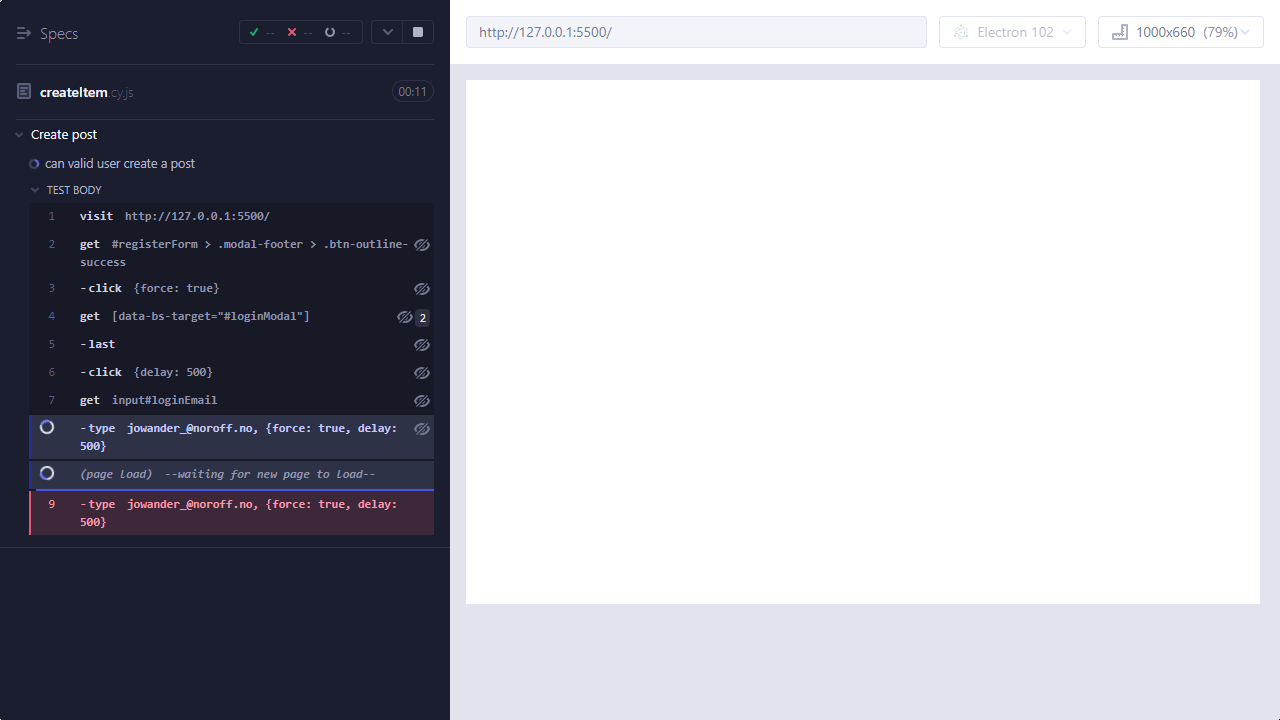 Specs
-- -- --
http://127.0.0.1:5500/
Electron 102
1000x660 (79%)
createItem.cy.js
00:11
Create post
can valid user create a post
TEST BODY
1 visit http://127.0.0.1:5500/
2 get #registerForm > .modal-footer > .btn-outline-
success
3 -click {force: true}
4 get [data-bs-target="#loginModal"] 2
5 -last
6 -click {delay: 500}
7 get input#loginEmail
-type jowander_@noroff.no, {force: true, delay:
500}
(page load) --waiting for new page to load--
9 -type jowander_@noroff.no, {force: true, delay:
500}